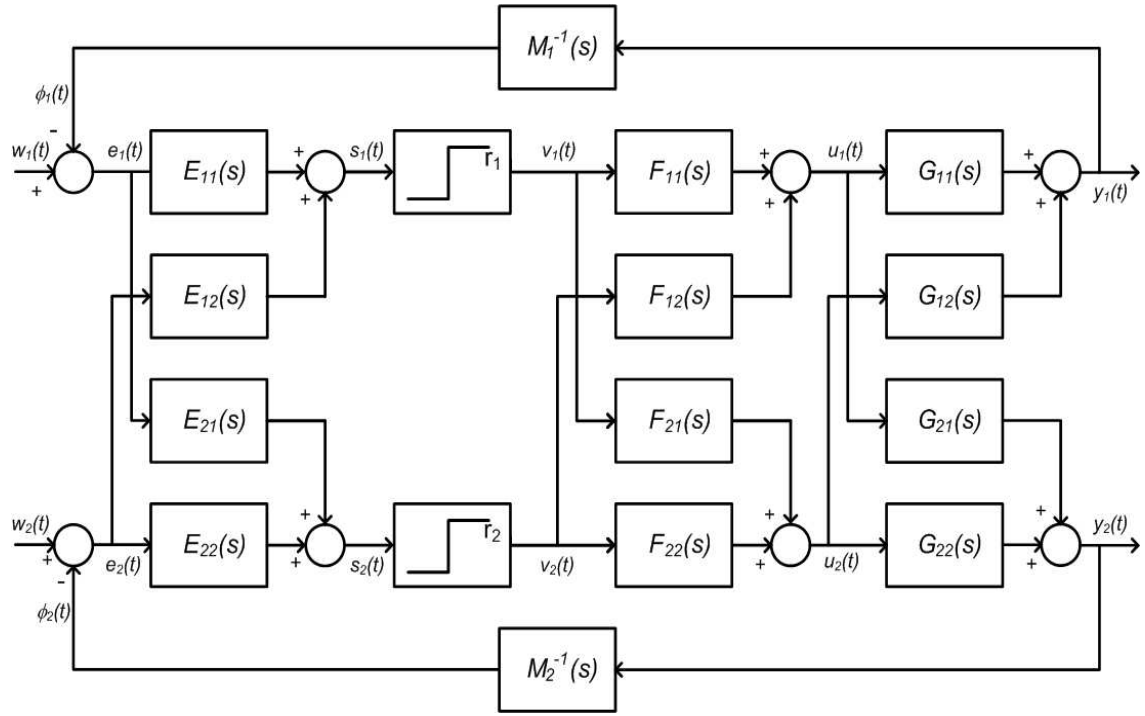 M₁⁻¹(s)
ϕ₁(t)
-
w₁(t)
+
e₁(t)
E₁₁(s)
+
+
s₁(t)
r₁
v₁(t)
F₁₁(s)
+
+
u₁(t)
G₁₁(s)
+
+
y₁(t)
E₁₂(s)
F₁₂(s)
G₁₂(s)
E₂₁(s)
F₂₁(s)
G₂₁(s)
w₂(t)
+
-
e₂(t)
E₂₂(s)
+
+
s₂(t)
r₂
v₂(t)
F₂₂(s)
+
+
u₂(t)
G₂₂(s)
+
+
y₂(t)
ϕ₂(t)
M₂⁻¹(s)